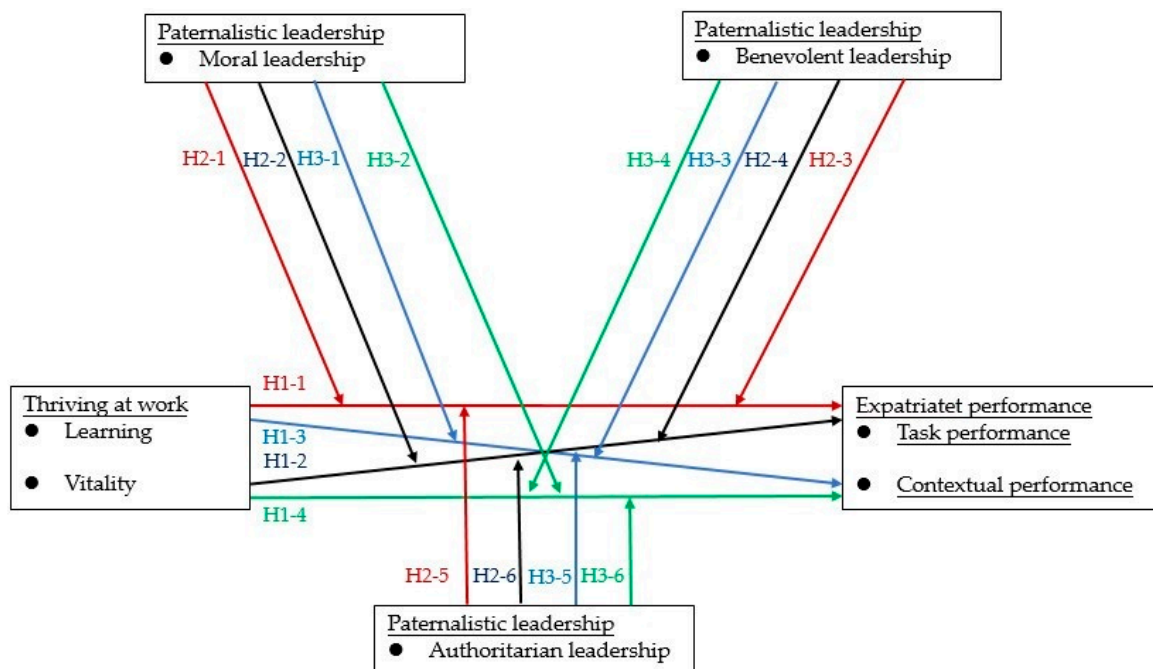 Paternalistic leadership
● Moral leadership
Paternalistic leadership
● Benevolent leadership
H2-1
H2-2
H3-1
H3-2
H3-4
H3-3
H2-4
H2-3
H1-1
Thriving at work
● Learning
● Vitality
H1-3
H1-2
H1-4
Expatriatet performance
● Task performance
● Contextual performance
H2-5
H2-6
H3-5
H3-6
Paternalistic leadership
● Authoritarian leadership